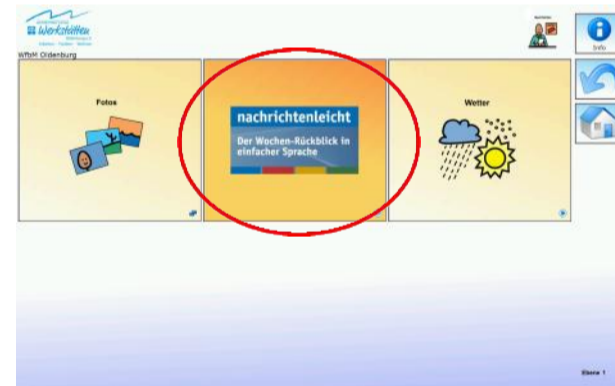 Werkstätten
WfbM Oldenburg
Info
Fotos
nachrichtenleicht
Der Wochen-Rückblick in
einfacher Sprache
Wetter
Ebene 1